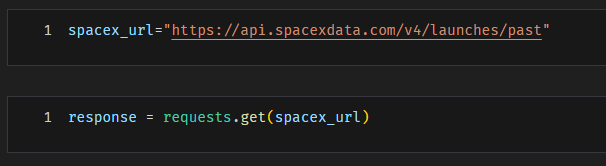 1 spacex_url="https://api.spacexdata.com/v4/launches/past"
1 response = requests.get(spacex_url)